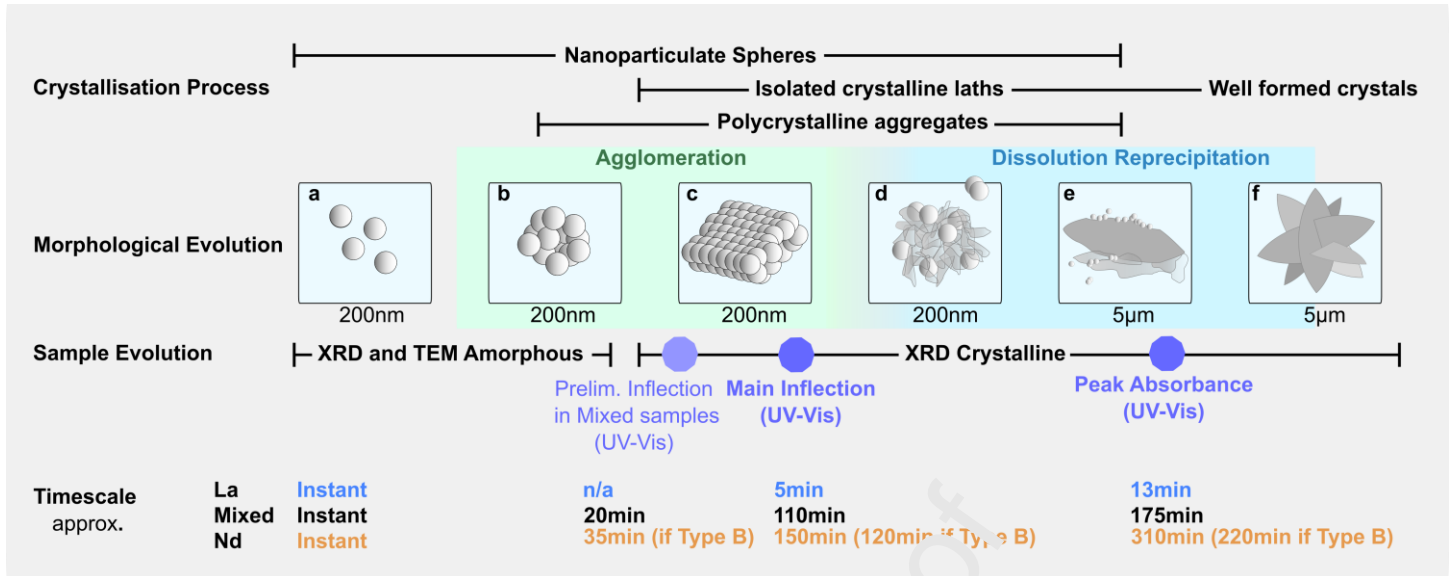 Nanoparticulate Spheres
Crystallisation Process
Isolated crystalline laths
Well formed crystals
Polycrystalline aggregates
Agglomeration
Dissolution Reprecipitation
a
b
c
d
e
f
Morphological Evolution
200nm
200nm
200nm
200nm
5µm
5µm
Sample Evolution
XRD and TEM Amorphous
XRD Crystalline
Prelim. Inflection
in Mixed samples
(UV-Vis)
Main Inflection
(UV-Vis)
Peak Absorbance
(UV-Vis)
Timescale
approx.
La Instant n/a 5min 13min
Mixed Instant 20min 110min 175min
Nd Instant 35min (if Type B) 150min (120min if Type B) 310min (220min if Type B)